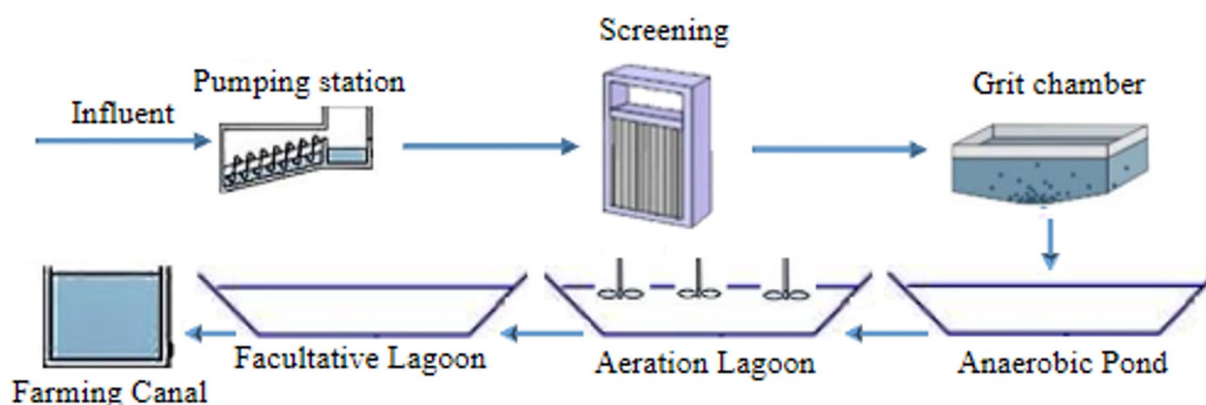 Screening
Pumping station
Grit chamber
Influent
Facultative Lagoon
Aeration Lagoon
Anaerobic Pond
Farming Canal